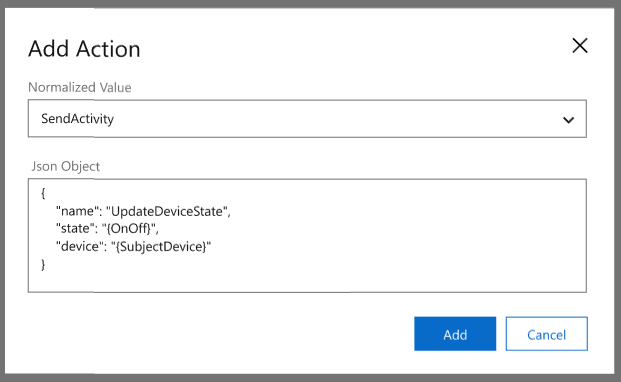 Add Action
Normalized Value
SendActivity
Json Object
{
"name": "UpdateDeviceState",
"state": "{OnOff}",
"device": "{SubjectDevice}"
}
Add Cancel